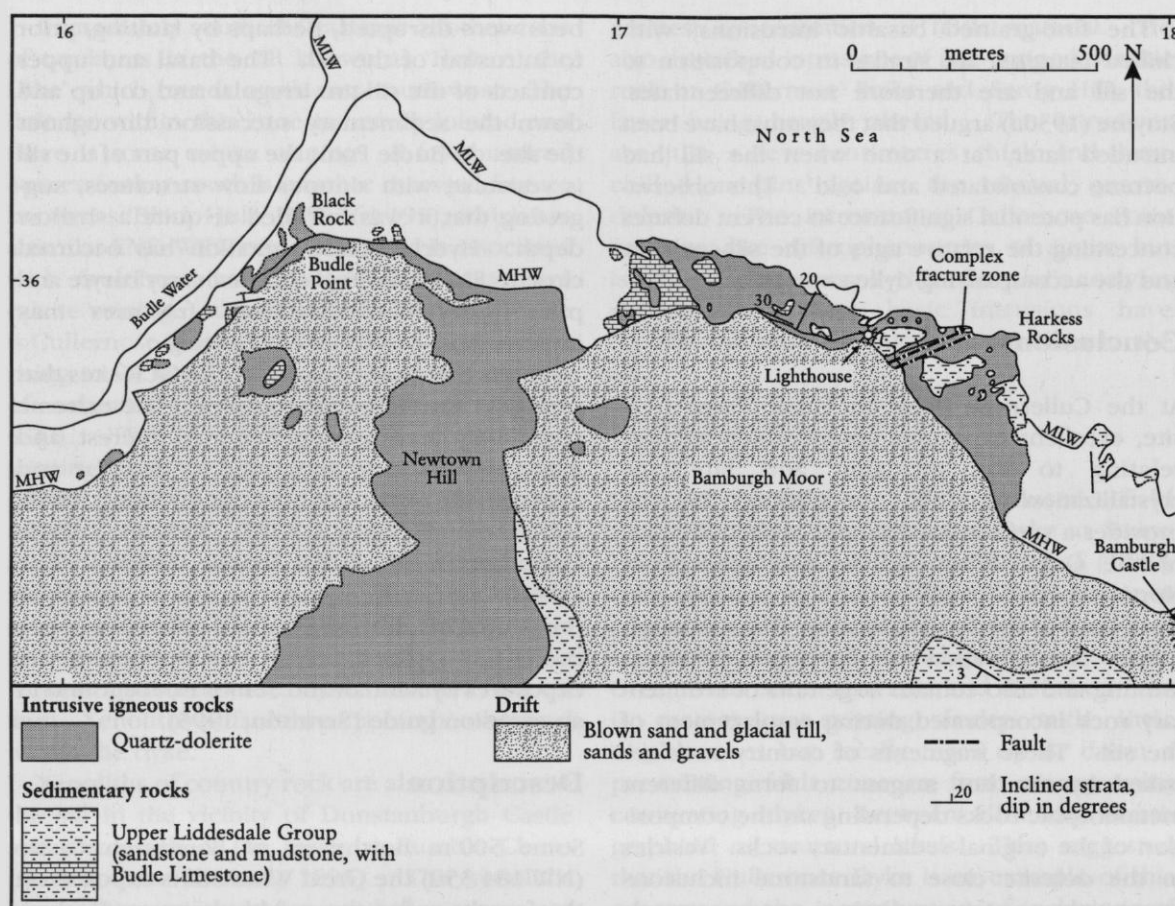 16
17
18
0 metres 500
N
MLW
MLW
North Sea
Black
Rock
Budle
Point
MHW
Complex
fracture zone
20
36
30
Budle Water
Harkess
Rocks
Lighthouse
MLW
MHW
Newtown
Hill
Bamburgh Moor
MHW
Bamburgh
Castle
3
Intrusive igneous rocks
Quartz-dolerite
Drift
Blown sand and glacial till,
sands and gravels
Fault
20
Inclined strata,
dip in degrees
Sedimentary rocks
Upper Liddesdale Group
(sandstone and mudstone, with
Budle Limestone)